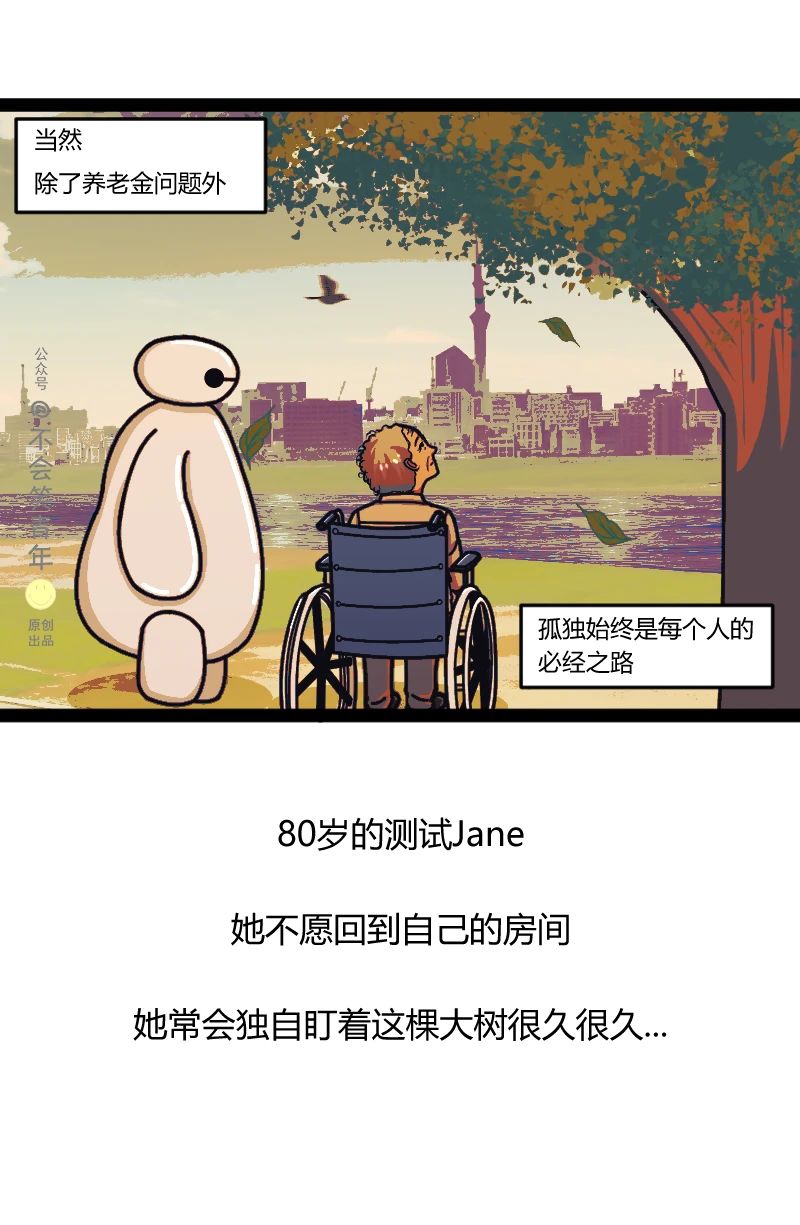 当然
除了养老金问题外
公众号
@不会笑青年
原创
出品
孤独始终是每个人的
必经之路
80岁的测试Jane
她不愿回到自己的房间
她常会独自盯着这棵大树很久很久...